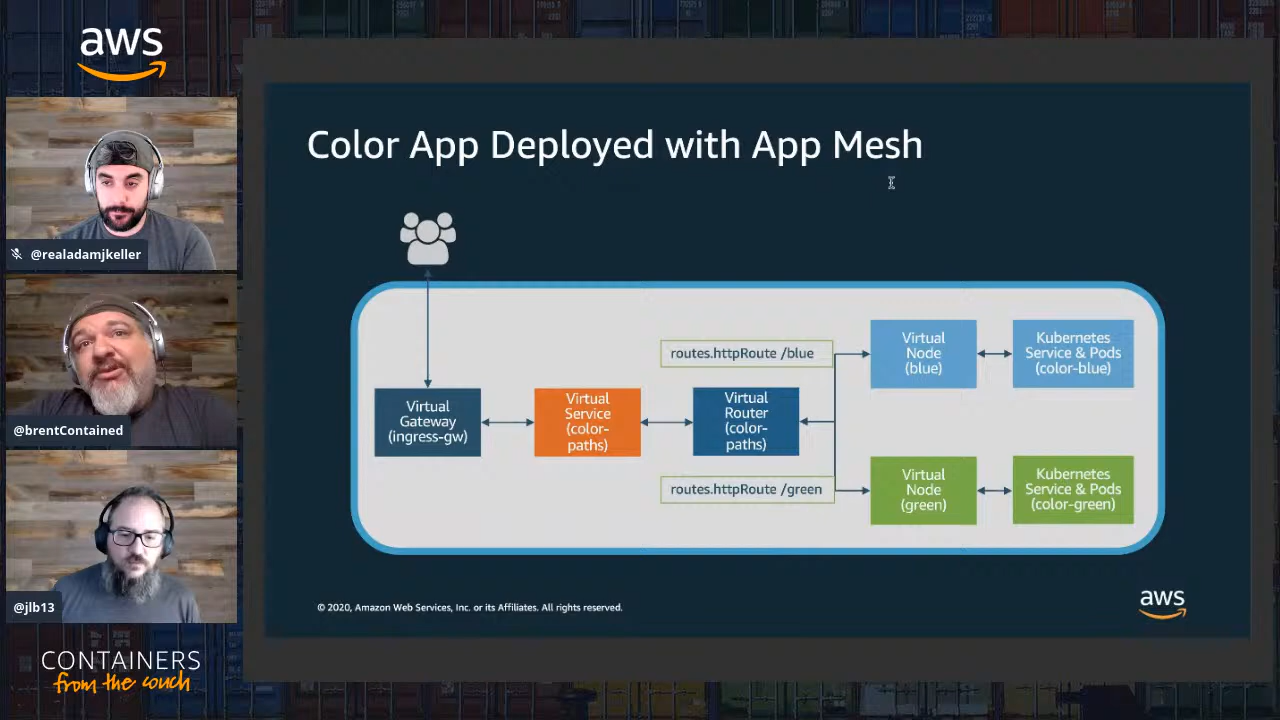 aws
@realadamjkeller
@brentContained
@jlb13
CONTAINERS
from the couch
Color App Deployed with App Mesh
routes.httpRoute /blue
Virtual
Node
(blue)
Kubernetes
Service & Pods
(color-blue)
Virtual
Gateway
(ingress-gw)
Virtual
Service
(color-
paths)
Virtual
Router
(color-
paths)
routes.httpRoute /green
Virtual
Node
(green)
Kubernetes
Service & Pods
(color-green)
© 2020, Amazon Web Services, Inc. or its Affiliates. All rights reserved.
aws